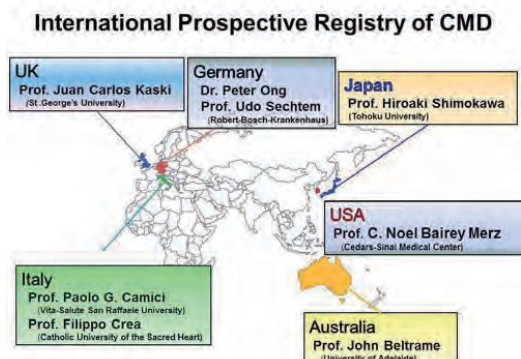 International Prospective Registry of CMD
UK
Prof. Juan Carlos Kaski
(St .George's University)
Germany
Dr. Peter Ong
Prof. Udo Sechtem
(Robert-Bosch-Krankenhaus)
Japan
Prof. Hiroaki Shimokawa
(Tohoku University)
USA
Prof. C. Noel Bairey Merz
(Cedars-Sinai Medical Center)
Italy
Prof. Paolo G. Camici
(Vita-Salute San Raffaele University)
Prof. Filippo Crea
(Catholic University of the Sacred Heart)
Australia
Prof. John Beltrame
(University of Adelaide)